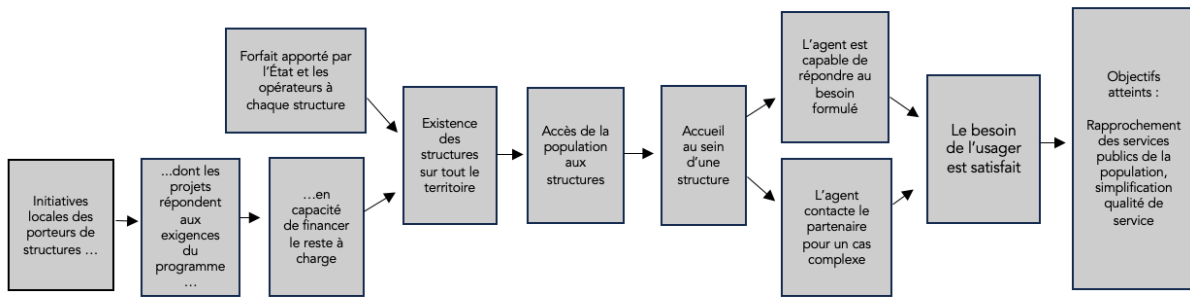 Initiatives
locales des
porteurs de
structures …
…dont les
projets
répondent
aux
exigences
du
programme
…
…en
capacité
de financer
le reste à
charge
Forfait apporté par
l’État et les
opérateurs à
chaque structure
Existence
des
structures
sur tout le
territoire
Accès de la
population
aux
structures
Accueil
au sein
d’une
structure
L’agent est
capable de
répondre au
besoin
formulé
L’agent
contacte le
partenaire
pour un cas
complexe
Le besoin
de l’usager
est satisfait
Objectifs
atteints :
Rapprochement
des services
publics de la
population,
simplification
qualité de
service